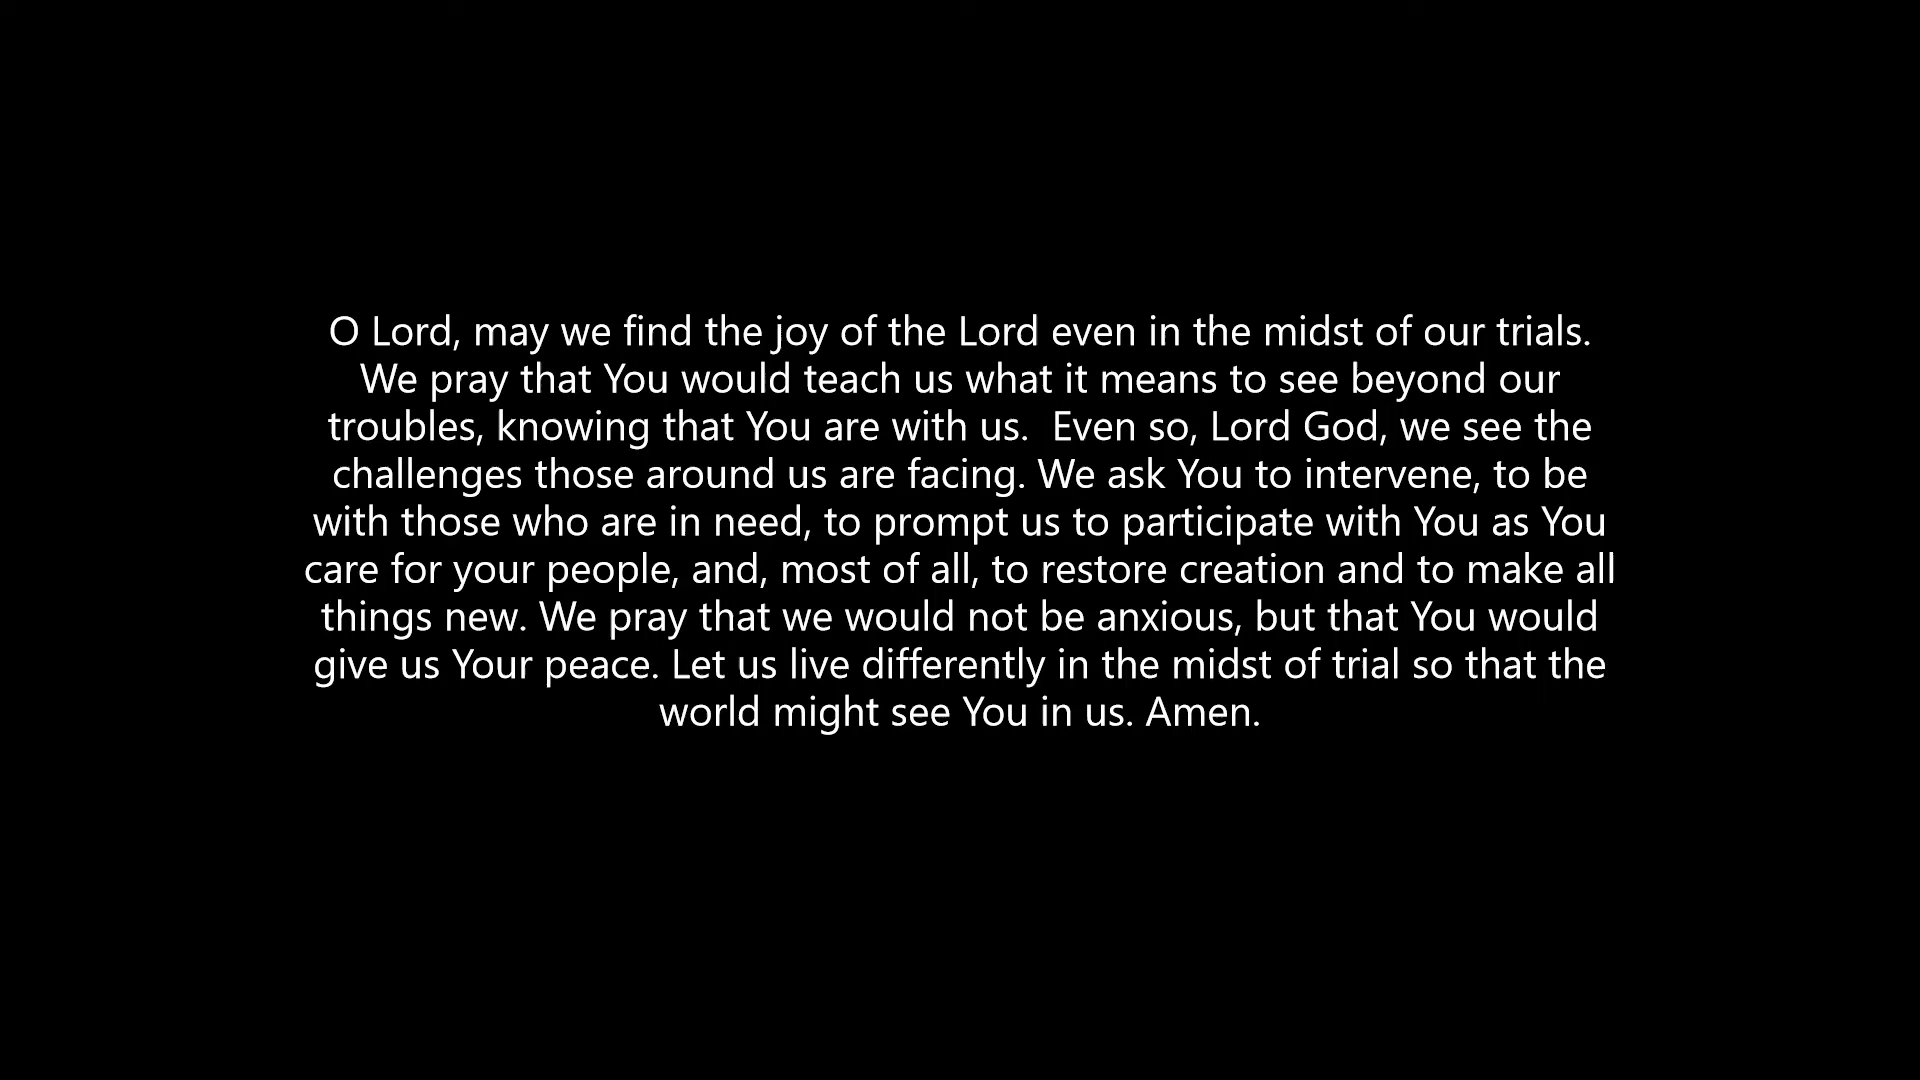 O Lord, may we find the joy of the Lord even in the midst of our trials.
We pray that You would teach us what it means to see beyond our
troubles, knowing that You are with us.  Even so, Lord God, we see the
challenges those around us are facing. We ask You to intervene, to be
with those who are in need, to prompt us to participate with You as You
care for your people, and, most of all, to restore creation and to make all
things new. We pray that we would not be anxious, but that You would
give us Your peace. Let us live differently in the midst of trial so that the
world might see You in us. Amen.